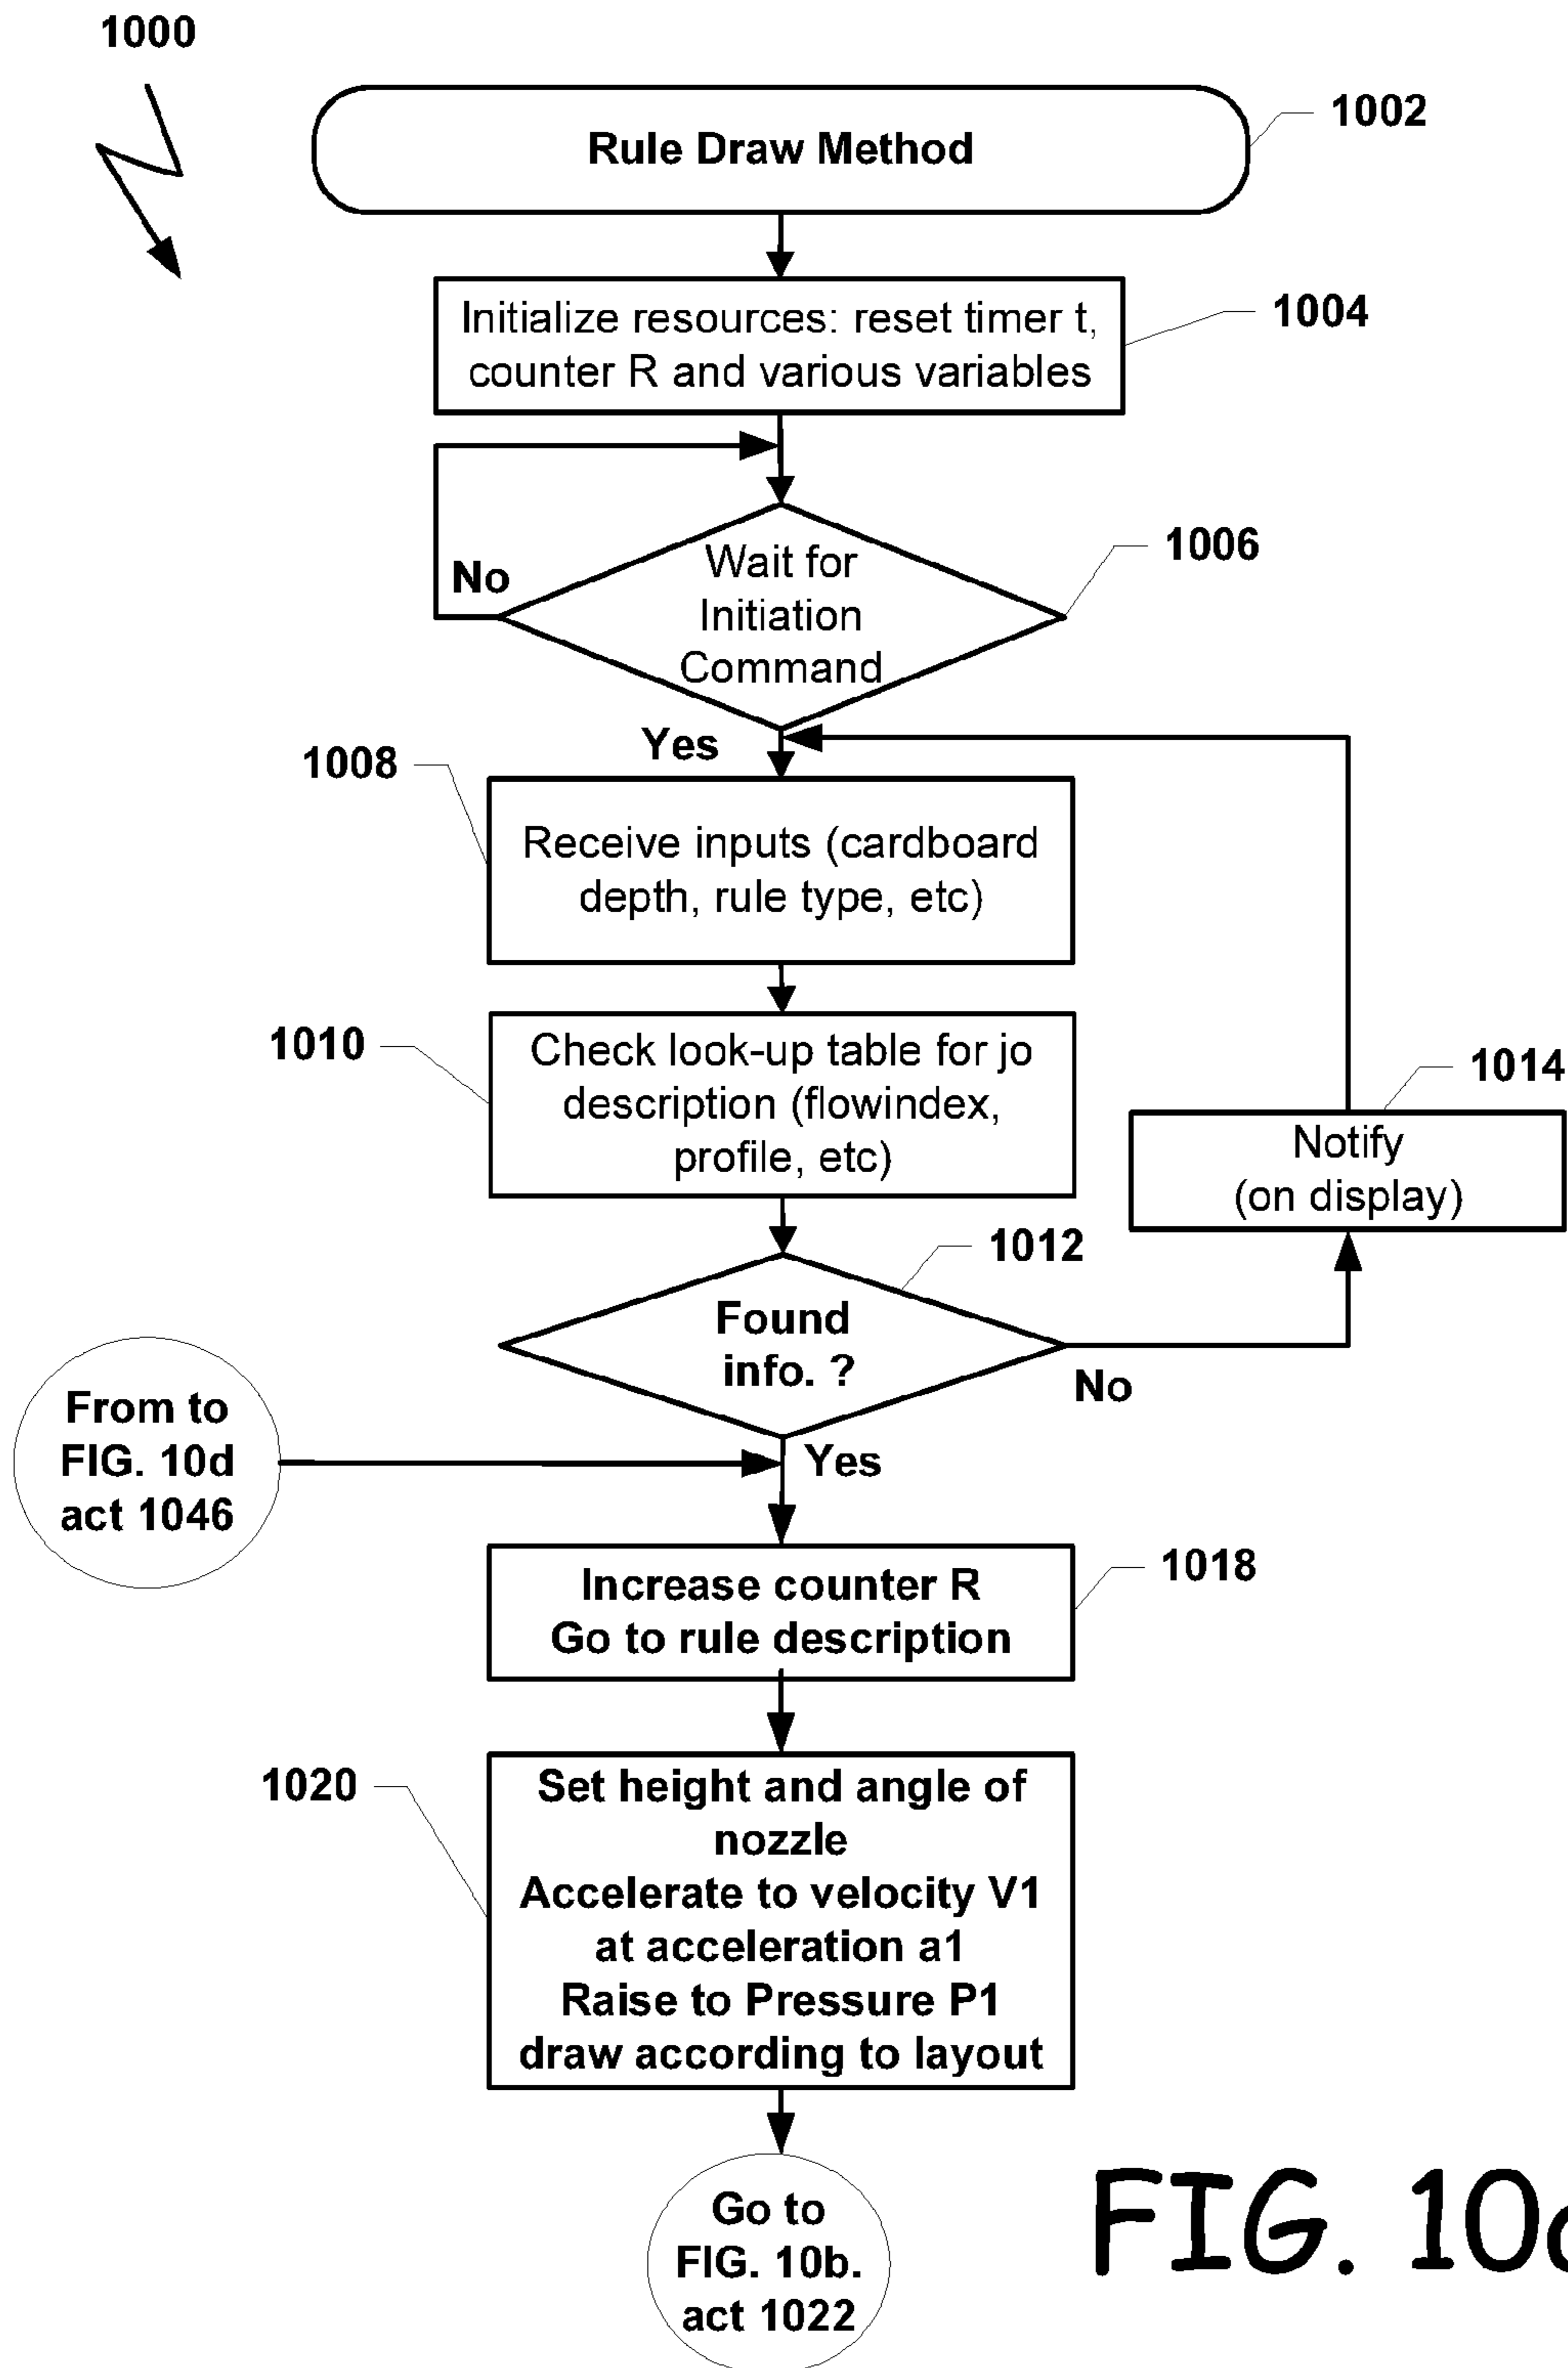 1000
1002
Rule Draw Method
Initialize resources: reset timer t,
counter R and various variables
1004
No
Wait for
Initiation
Command
1006
Yes
1008
Receive inputs (cardboard
depth, rule type, etc)
1010
Check look-up table for jo
description (flowindex,
profile, etc)
1014
Notify
(on display)
1012
Found
info. ?
No
From to
FIG. 10d
act 1046
Yes
Increase counter R
Go to rule description
1018
1020
Set height and angle of
nozzle
Accelerate to velocity V1
at acceleration a1
Raise to Pressure P1
draw according to layout
Go to
FIG. 10b.
act 1022
FIG. 10